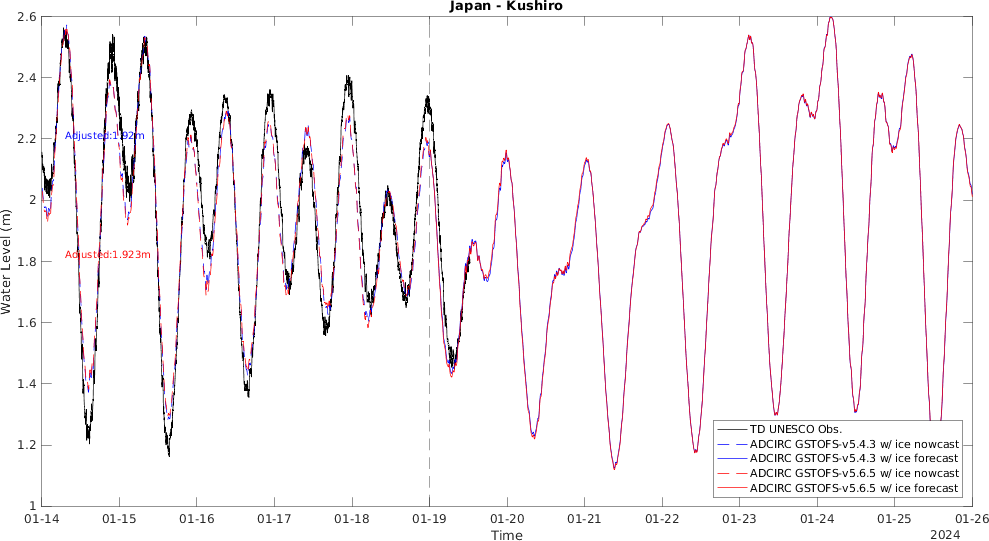 Japan - Kushiro
2.6
2.4
2.2
2
1.8
1.6
1.4
1.2
1
Water Level (m)
Adjusted:1.92m
Adjusted:1.923m
TD UNESCO Obs.
ADCIRC GSTOFS-v5.4.3 w/ ice nowcast
ADCIRC GSTOFS-v5.4.3 w/ ice forecast
ADCIRC GSTOFS-v5.6.5 w/ ice nowcast
ADCIRC GSTOFS-v5.6.5 w/ ice forecast
01-14 01-15 01-16 01-17 01-18 01-19 01-20 01-21 01-22 01-23 01-24 01-25 01-26
Time
2024